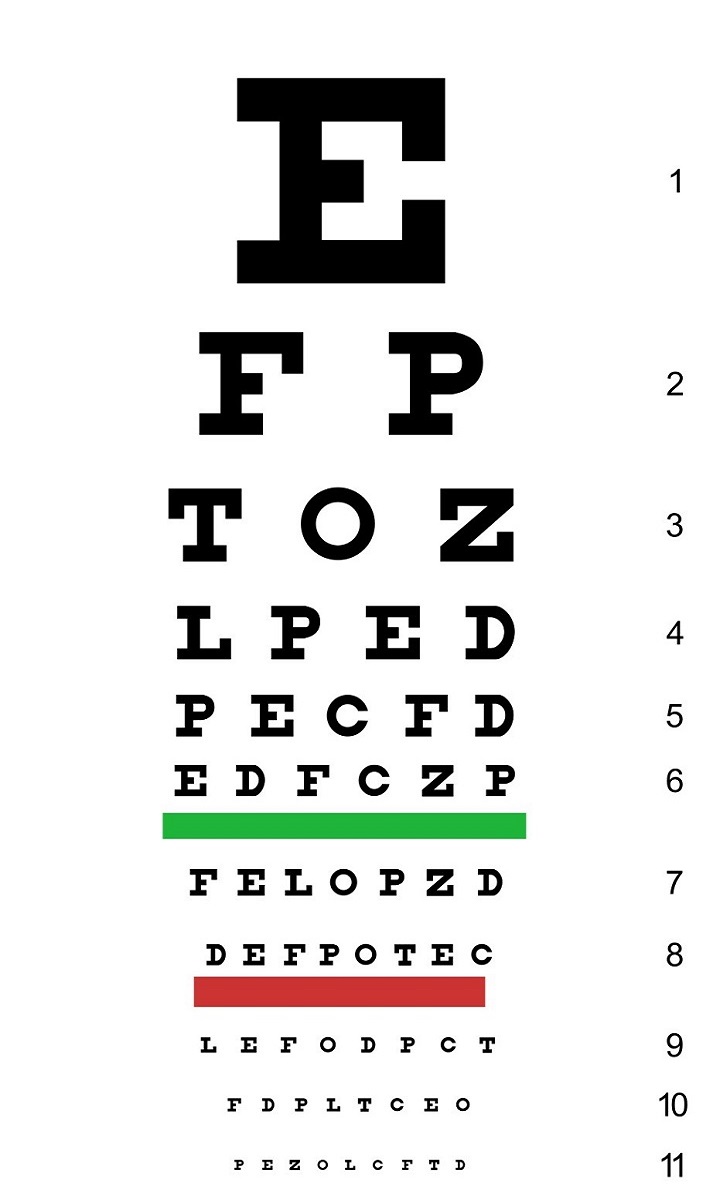 E 1
F P 2
T O Z 3
L P E D 4
P E C F D 5
E D F C Z P 6
F E L O P Z D 7
D E F P O T E C 8
L E F O D P C T 9
F D P L T C E O 10
P E Z O L C F T D 11